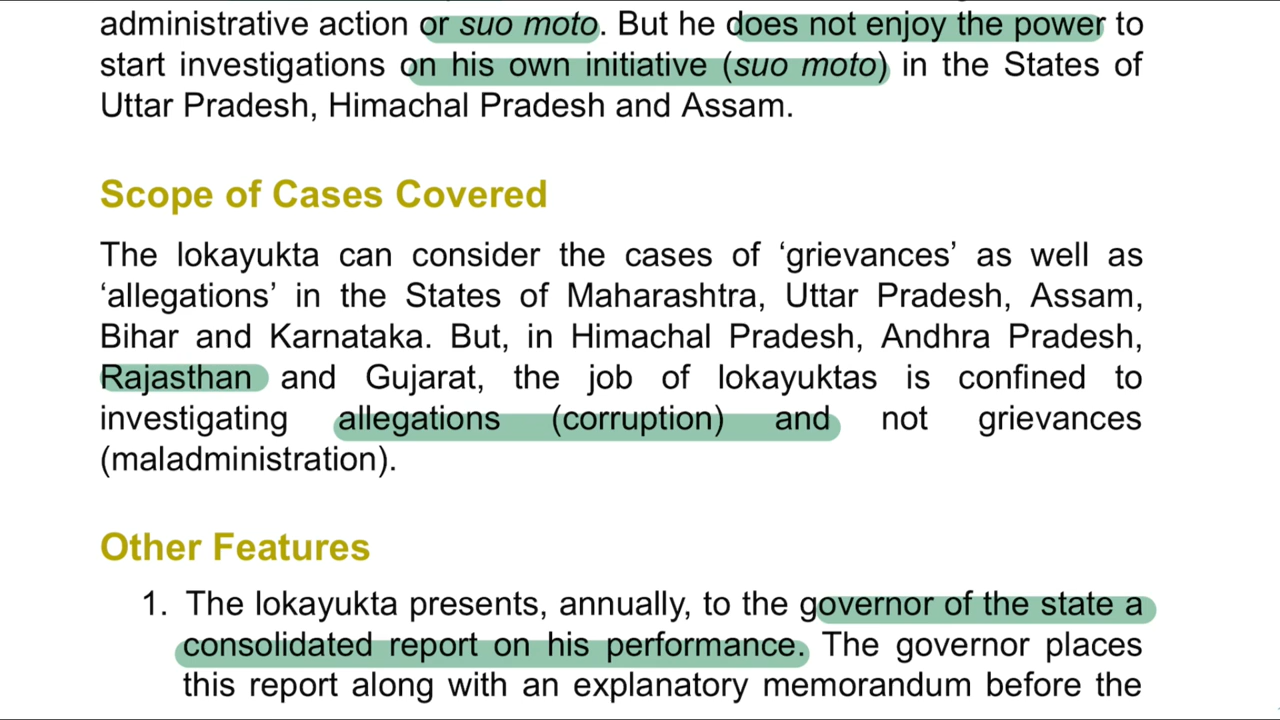 administrative action or suo moto. But he does not enjoy the power to
start investigations on his own initiative (suo moto) in the States of
Uttar Pradesh, Himachal Pradesh and Assam.
Scope of Cases Covered
The lokayukta can consider the cases of ‘grievances’ as well as
‘allegations’ in the States of Maharashtra, Uttar Pradesh, Assam,
Bihar and Karnataka. But, in Himachal Pradesh, Andhra Pradesh,
Rajasthan and Gujarat, the job of lokayuktas is confined to
investigating allegations (corruption) and not grievances
(maladministration).
Other Features
1. The lokayukta presents, annually, to the governor of the state a
consolidated report on his performance. The governor places
this report along with an explanatory memorandum before the